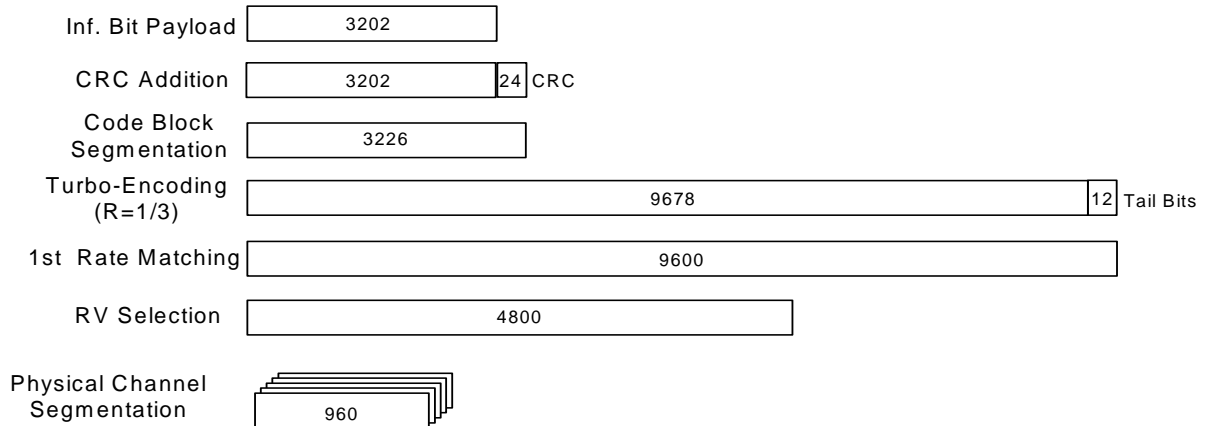 Inf. Bit Payload 3202
CRC Addition 3202 24 CRC
Code Block
Segmentation 3226
Turbo-Encoding
(R=1/3) 9678 12 Tail Bits
1st Rate Matching 9600
RV Selection 4800
Physical Channel
Segmentation 960